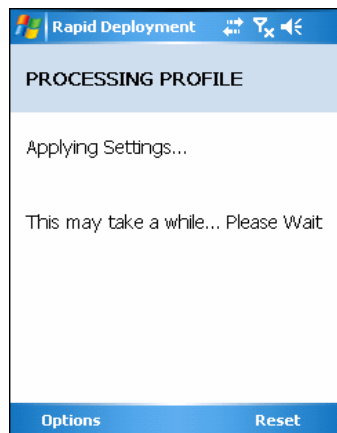 Rapid Deployment
PROCESSING PROFILE
Applying Settings...
This may take a while... Please Wait
Options Reset